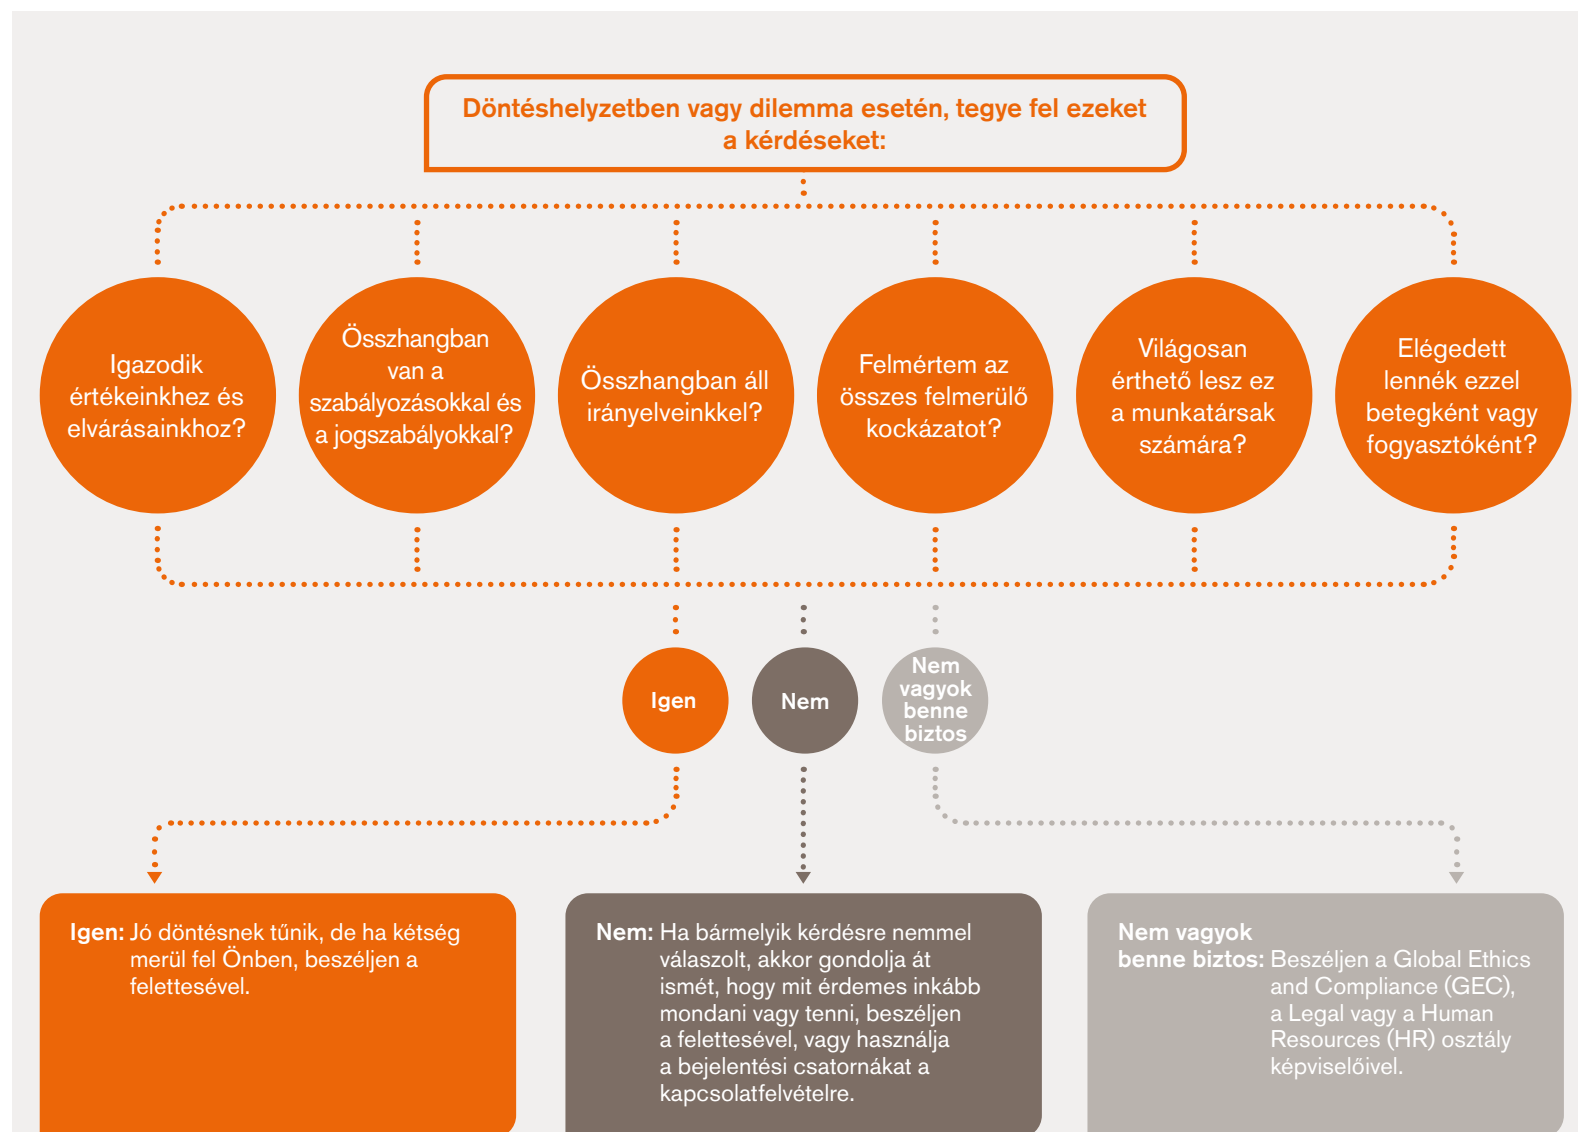 Döntéshelyzetben vagy dilemma esetén, tegye fel ezeket
a kérdéseket:
Igazodik
értékeinkhez és
elvárásainkhoz?
Összhangban
van a
szabályozásokkal és
a jogszabályokkal?
Összhangban áll
irányelveinkkel?
Felmértem az
összes felmerülő
kockázatot?
Világosan
érthető lesz ez
a munkatársak
számára?
Elégedett
lennék ezzel
betegként vagy
fogyasztóként?
Igen
Nem
Nem
vagyok
benne
biztos
Igen: Jó döntésnek tűnik, de ha kétség
merül fel Önben, beszéljen a
felettesével.
Nem: Ha bármelyik kérdésre nemmel
válaszolt, akkor gondolja át
ismét, hogy mit érdemes inkább
mondani vagy tenni, beszéljen
a felettesével, vagy használja
a bejelentési csatornákat a
kapcsolatfelvételre.
Nem vagyok
benne biztos: Beszéljen a Global Ethics
and Compliance (GEC),
a Legal vagy a Human
Resources (HR) osztály
képviselőivel.